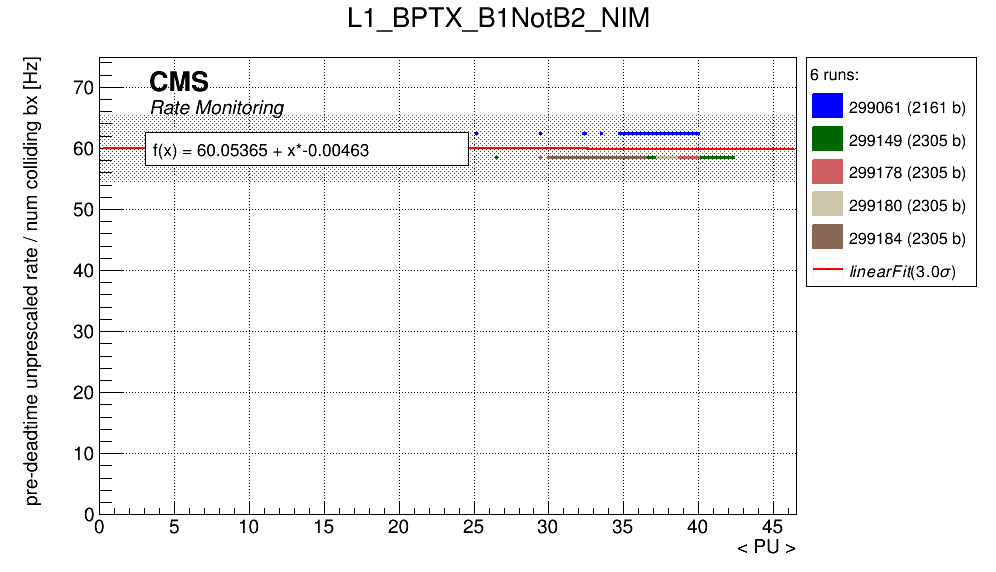 L1_BPTX_B1NotB2_NIM
pre-deadtime unprescaled rate / num colliding bx [Hz]
CMS
Rate Monitoring
f(x) = 60.05365 + x*-0.00463
70
60
50
40
30
20
10
0
0 5 10 15 20 25 30 35 40 45
< PU >
6 runs:
299061 (2161 b)
299149 (2305 b)
299178 (2305 b)
299180 (2305 b)
299184 (2305 b)
linearFit(3.0σ)